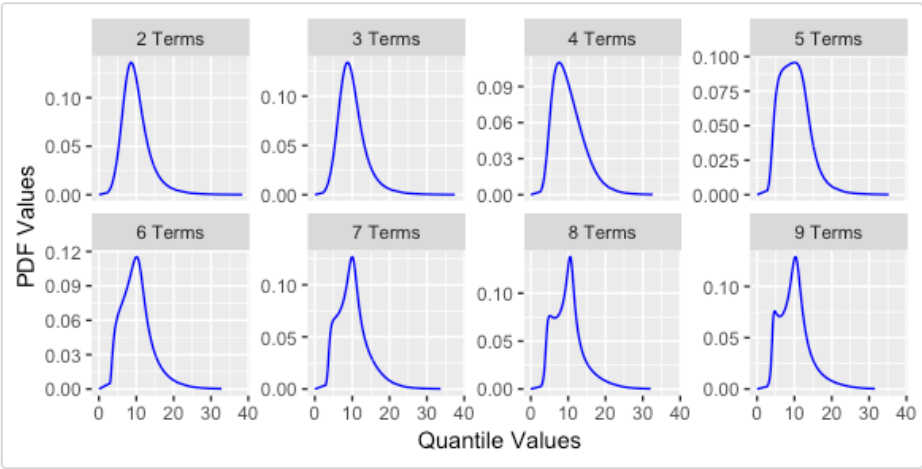 2 Terms 3 Terms 4 Terms 5 Terms
0.10 0.10 0.09 0.100
0.05 0.05 0.06 0.075
0.00 0.00 0.03 0.050
0.00 0.025
0.000
6 Terms 7 Terms 8 Terms 9 Terms
0.12 0.10 0.10 0.10
0.09 0.05 0.05 0.05
0.06 0.00 0.00 0.00
0.03
0.00
0 10 20 30 40 0 10 20 30 40 0 10 20 30 40 0 10 20 30 40
PDF Values
Quantile Values